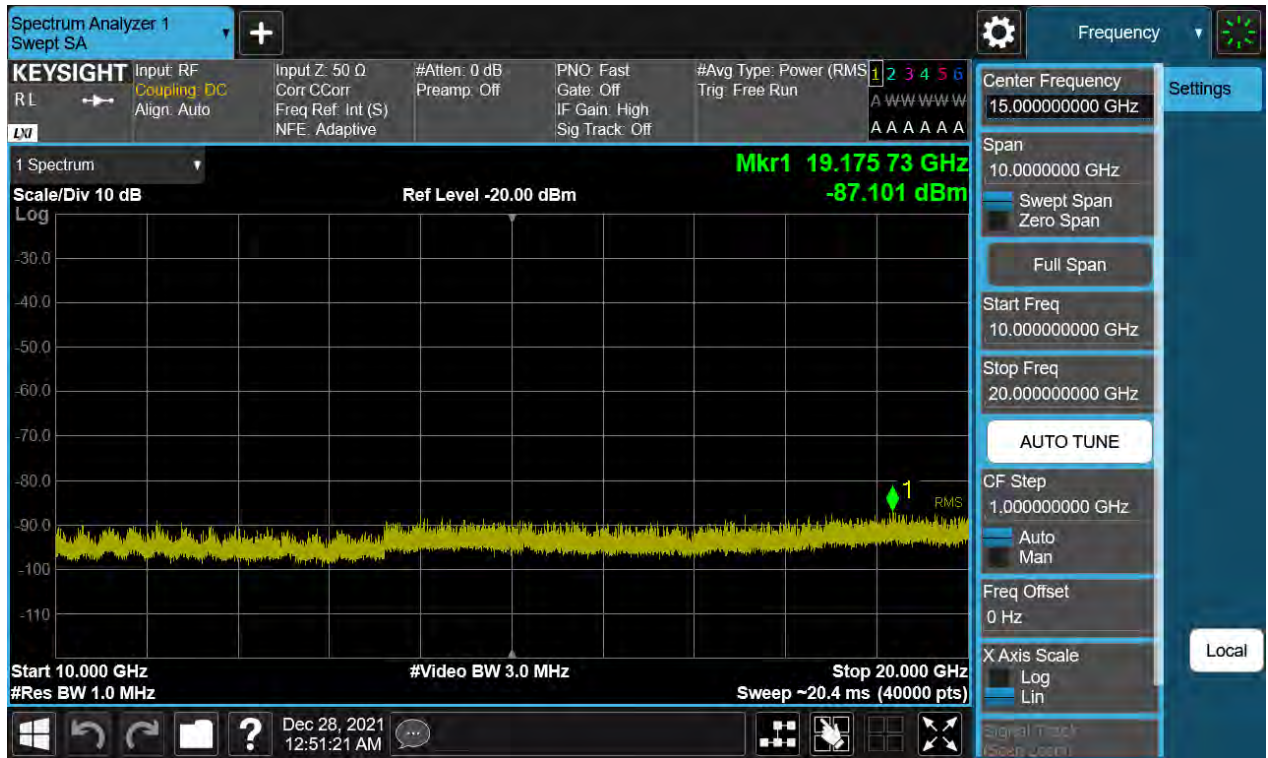 Spectrum Analyzer 1
Swept SA
+
Frequency
KEYSIGHT
RL
LXI
Input: RF
Coupling: DC
Align: Auto
Input Z: 50 Ω
Corr CCorr
Freq Ref: Int (S)
NFE: Adaptive
#Atten: 0 dB
Preamp: Off
PNO: Fast
Gate: Off
IF Gain: High
Sig Track: Off
#Avg Type: Power (RMS
Trig: Free Run
1 2 3 4 5 6
A W W W W W
A A A A A A
1 Spectrum
Scale/Div 10 dB
Ref Level -20.00 dBm
Mkr1 19.175 73 GHz
-87.101 dBm
Log
-30.0
-40.0
-50.0
-60.0
-70.0
-80.0
-90.0
-100
-110
1
RMS
Start 10.000 GHz
#Res BW 1.0 MHz
#Video BW 3.0 MHz
Stop 20.000 GHz
Sweep ~20.4 ms (40000 pts)
Center Frequency
15.000000000 GHz
Settings
Span
10.0000000 GHz
Swept Span
Zero Span
Full Span
Start Freq
10.000000000 GHz
Stop Freq
20.000000000 GHz
AUTO TUNE
CF Step
1.000000000 GHz
Auto
Man
Freq Offset
0 Hz
X Axis Scale
Log
Lin
Signal Track
(Span Zoom)
Local
?
Dec 28, 2021
12:51:21 AM